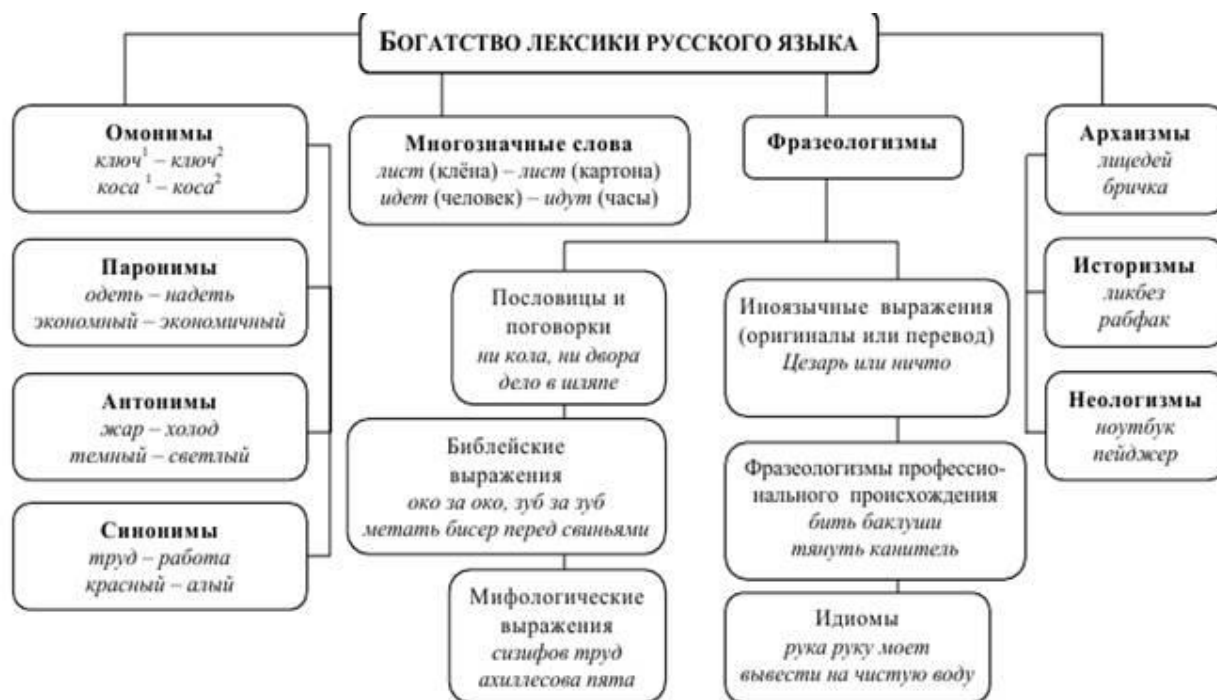 БОГАТСТВО ЛЕКСИКИ РУССКОГО ЯЗЫКА
Омонимы
ключ¹ – ключ²
коса ¹ – коса²
Паронимы
одеть – надеть
экономный – экономичный
Антонимы
жар – холод
темный – светлый
Синонимы
труд – работа
красный – алый
Многозначные слова
лист (клёна) – лист (картона)
идет (человек) – идут (часы)
Фразеологизмы
Пословицы и
поговорки
ни кола, ни двора
дело в шляпе
Библейские
выражения
око за око, зуб за зуб
метать бисер перед свиньями
Мифологические
выражения
сизифов труд
ахиллесова пята
Иноязычные выражения
(оригиналы или перевод)
Цезарь или ничто
Фразеологизмы профессио-
нального происхождения
бить баклуши
тянуть канитель
Идиомы
рука руку моет
вывести на чистую воду
Архаизмы
лицедей
бричка
Историзмы
ликбез
рабфак
Неологизмы
ноутбук
пейджер